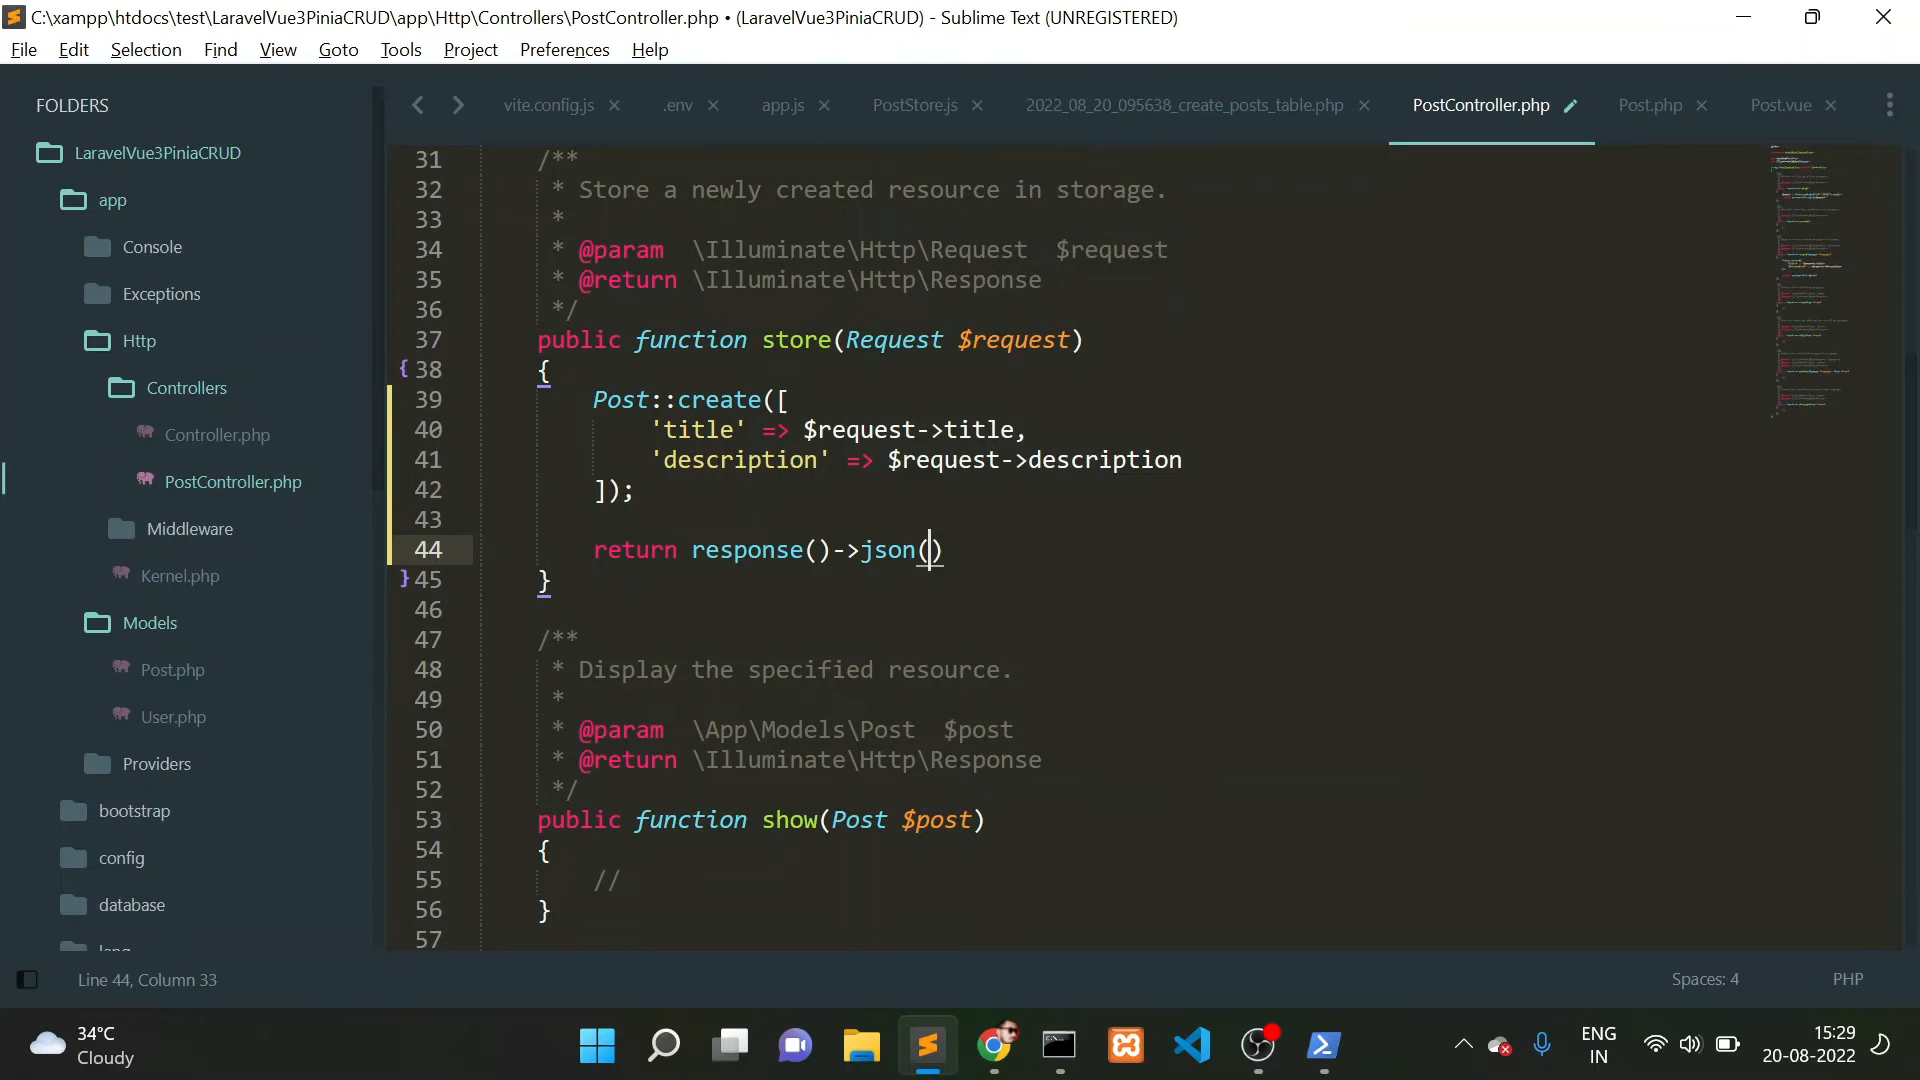 C:\xampp\htdocs\test\LaravelVue3PiniaCRUD\app\Http\Controllers\PostController.php • (LaravelVue3PiniaCRUD) - Sublime Text (UNREGISTERED)
File Edit Selection Find View Goto Tools Project Preferences Help
FOLDERS
LaravelVue3PiniaCRUD
app
Console
Exceptions
Http
Controllers
Controller.php
PostController.php
Middleware
Kernel.php
Models
Post.php
User.php
Providers
bootstrap
config
database
lang
vite.config.js .env app.js PostStore.js 2022_08_20_095638_create_posts_table.php PostController.php Post.php Post.vue
31 /**
32 * Store a newly created resource in storage.
33 *
34 * @param \Illuminate\Http\Request $request
35 * @return \Illuminate\Http\Response
36 */
37 public function store(Request $request)
{ 38 {
39 Post::create([
40 'title' => $request->title,
41 'description' => $request->description
42 ]);
43
44 return response()->json()
} 45 }
46
47 /**
48 * Display the specified resource.
49 *
50 * @param \App\Models\Post $post
51 * @return \Illuminate\Http\Response
52 */
53 public function show(Post $post)
54 {
55 //
56 }
57
Line 44, Column 33 Spaces: 4 PHP
34°C
Cloudy
ENG
IN
15:29
20-08-2022